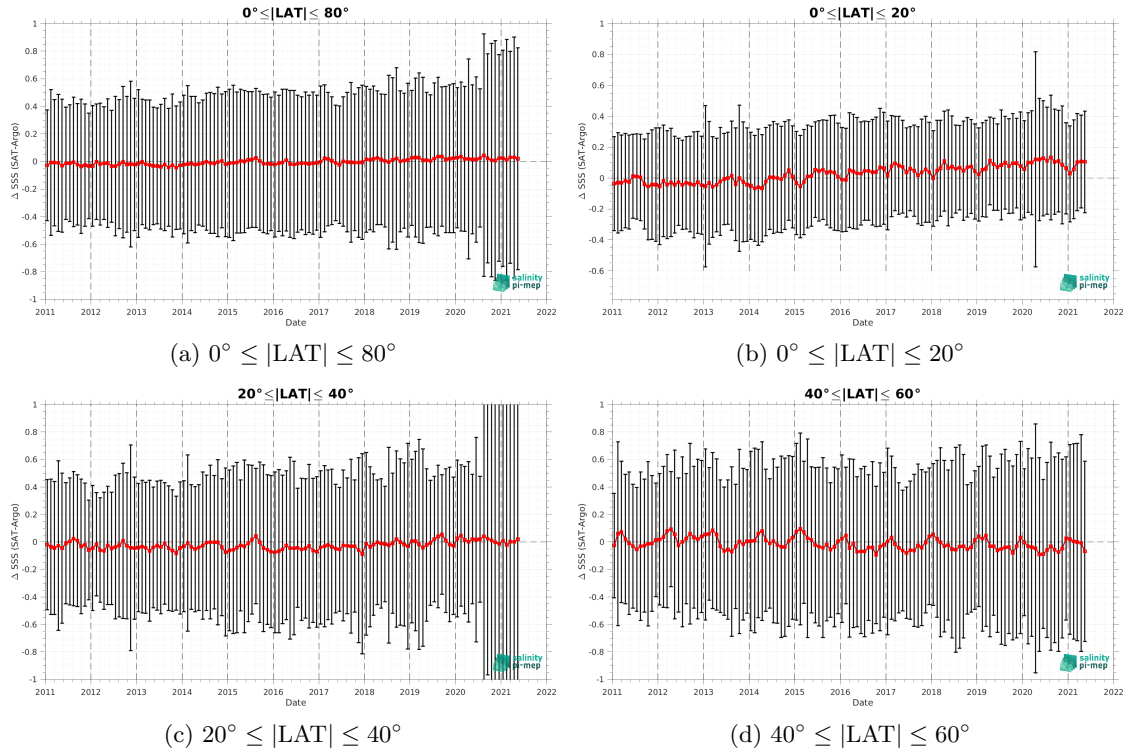 0°≤|LAT|≤ 80°
Δ SSS (SAT-Argo)
1
0.8
0.6
0.4
0.2
0
-0.2
-0.4
-0.6
-0.8
-1
salinity
pi-mep
2011 2012 2013 2014 2015 2016 2017 2018 2019 2020 2021 2022
Date
(a) 0° ≤ |LAT| ≤ 80°
0°≤|LAT|≤ 20°
Δ SSS (SAT-Argo)
1
0.8
0.6
0.4
0.2
0
-0.2
-0.4
-0.6
salinity
pi-mep
2011 2012 2013 2014 2015 2016 2017 2018 2019 2020 2021 2022
Date
(b) 0° ≤ |LAT| ≤ 20°
20°≤|LAT|≤ 40°
Δ SSS (SAT-Argo)
1
0.8
0.6
0.4
0.2
0
-0.2
-0.4
-0.6
-0.8
-1
salinity
pi-mep
2011 2012 2013 2014 2015 2016 2017 2018 2019 2020 2021 2022
Date
(c) 20° ≤ |LAT| ≤ 40°
40°≤|LAT|≤ 60°
Δ SSS (SAT-Argo)
1
0.8
0.6
0.4
0.2
0
-0.2
-0.4
-0.6
-0.8
-1
salinity
pi-mep
2011 2012 2013 2014 2015 2016 2017 2018 2019 2020 2021 2022
Date
(d) 40° ≤ |LAT| ≤ 60°